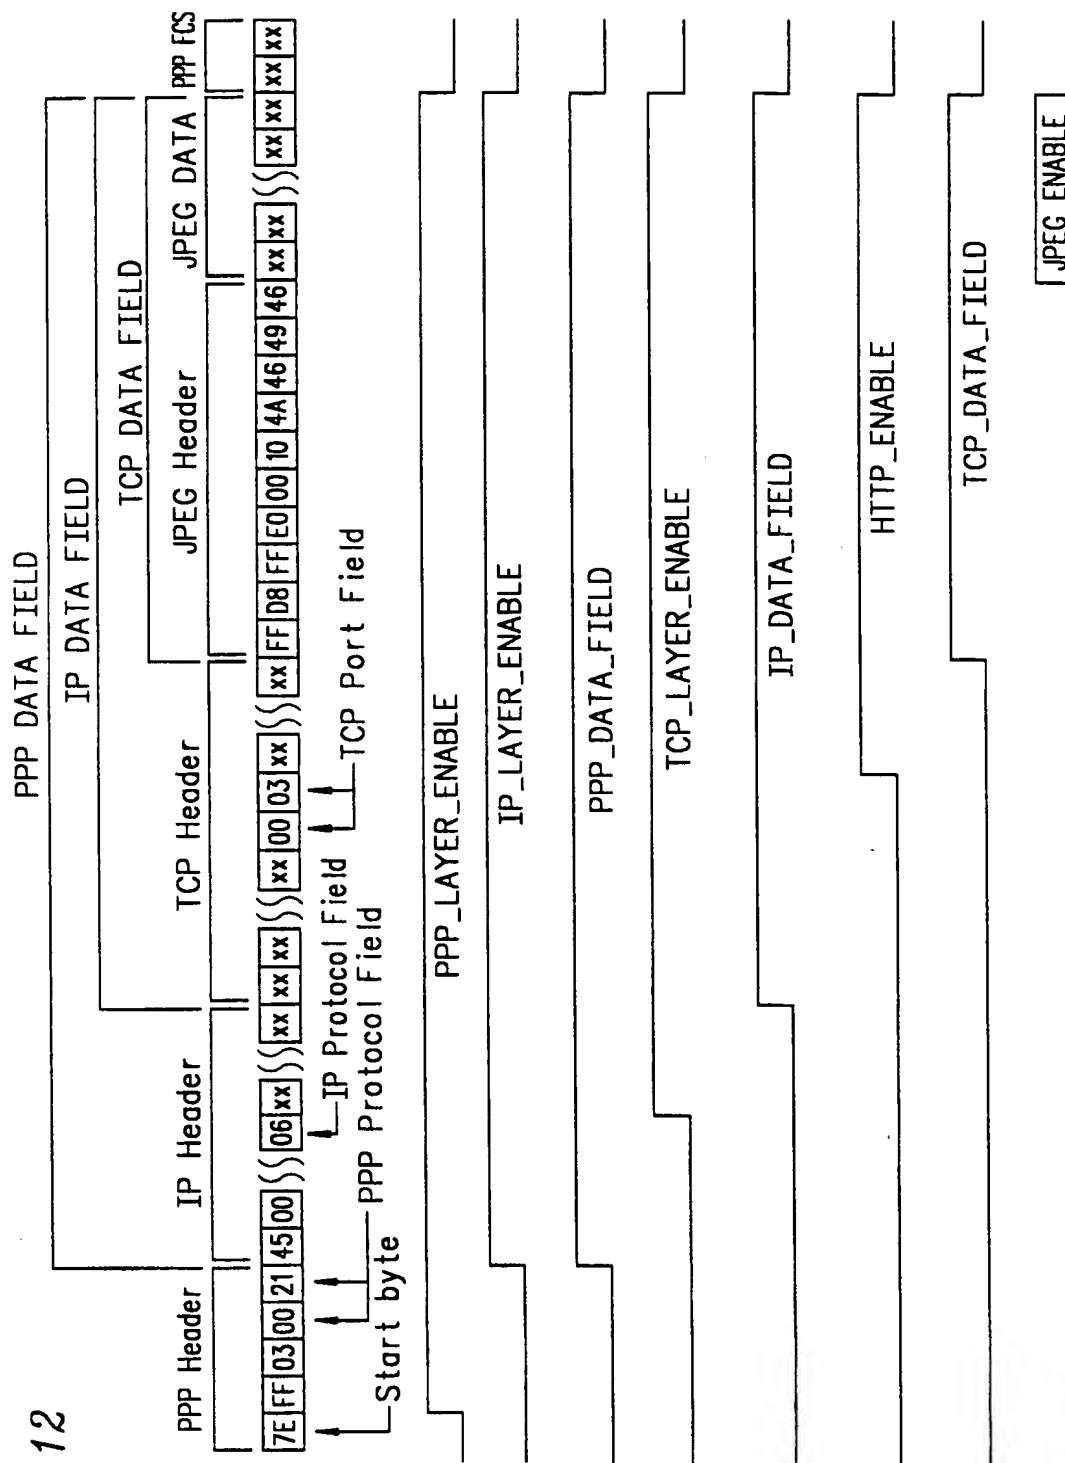 12
PPP DATA FIELD
IP DATA FIELD
TCP DATA FIELD
PPP Header
IP Header
TCP Header
JPEG Header
JPEG DATA
PPP FCS
7E FF 03 00 21 45 00 06 xx xx xx xx xx xx 00 03 xx xx FF D8 FF E0 00 10 4A 46 49 46 xx xx xx xx xx xx
Start byte
PPP Protocol Field
IP Protocol Field
TCP Port Field
PPP_LAYER_ENABLE
IP_LAYER_ENABLE
PPP_DATA_FIELD
TCP_LAYER_ENABLE
IP_DATA_FIELD
HTTP_ENABLE
TCP_DATA_FIELD
JPEG ENABLE